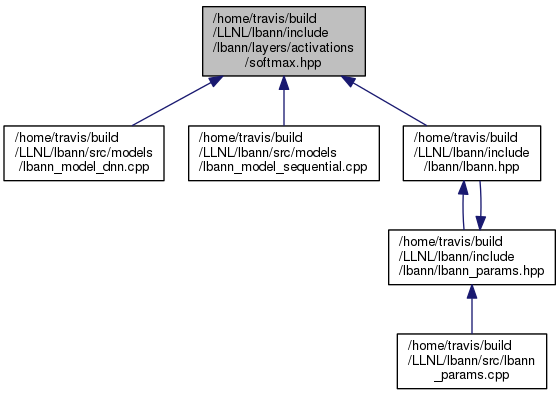 /home/travis/build
/LLNL/lbann/include
/lbann/layers/activations
/softmax.hpp
/home/travis/build
/LLNL/lbann/src/models
/lbann_model_dnn.cpp
/home/travis/build
/LLNL/lbann/src/models
/lbann_model_sequential.cpp
/home/travis/build
/LLNL/lbann/include
/lbann/lbann.hpp
/home/travis/build
/LLNL/lbann/include
/lbann/lbann_params.hpp
/home/travis/build
/LLNL/lbann/src/lbann
_params.cpp